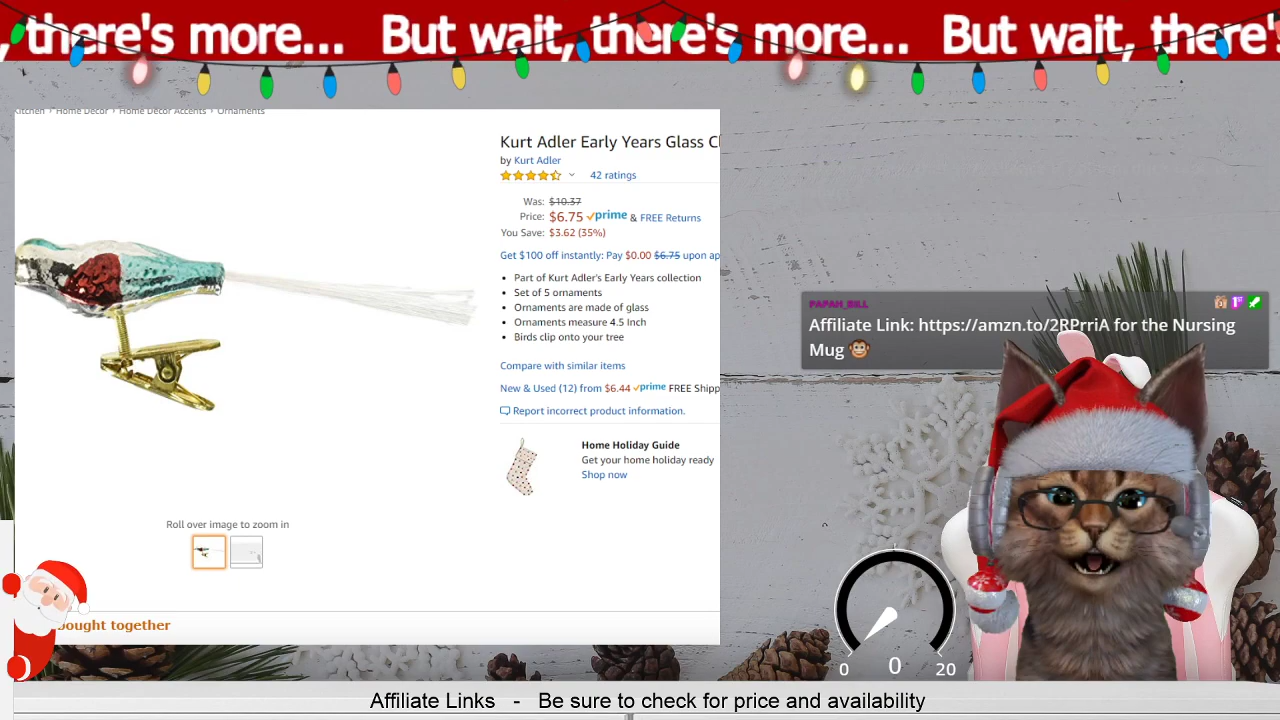 , there's more...   But wait, there's more...   But wait, there's
Kitchen › Home Décor › Home Décor Accents › Ornaments
Kurt Adler Early Years Glass Cl
by Kurt Adler
42 ratings
Was: $10.37
Price: $6.75 prime & FREE Returns
You Save: $3.62 (35%)
Get $100 off instantly: Pay $0.00 $6.75 upon ap
• Part of Kurt Adler's Early Years collection
• Set of 5 ornaments
• Ornaments are made of glass
• Ornaments measure 4.5 Inch
• Birds clip onto your tree
Compare with similar items
New & Used (12) from $6.44 prime FREE Shipp
Report incorrect product information.
Home Holiday Guide
Get your home holiday ready
Shop now
Roll over image to zoom in
bought together
PAPAH_BILL
Affiliate Link: https://amzn.to/2RPrriA for the Nursing
Mug
0 0 20
Affiliate Links - Be sure to check for price and availability